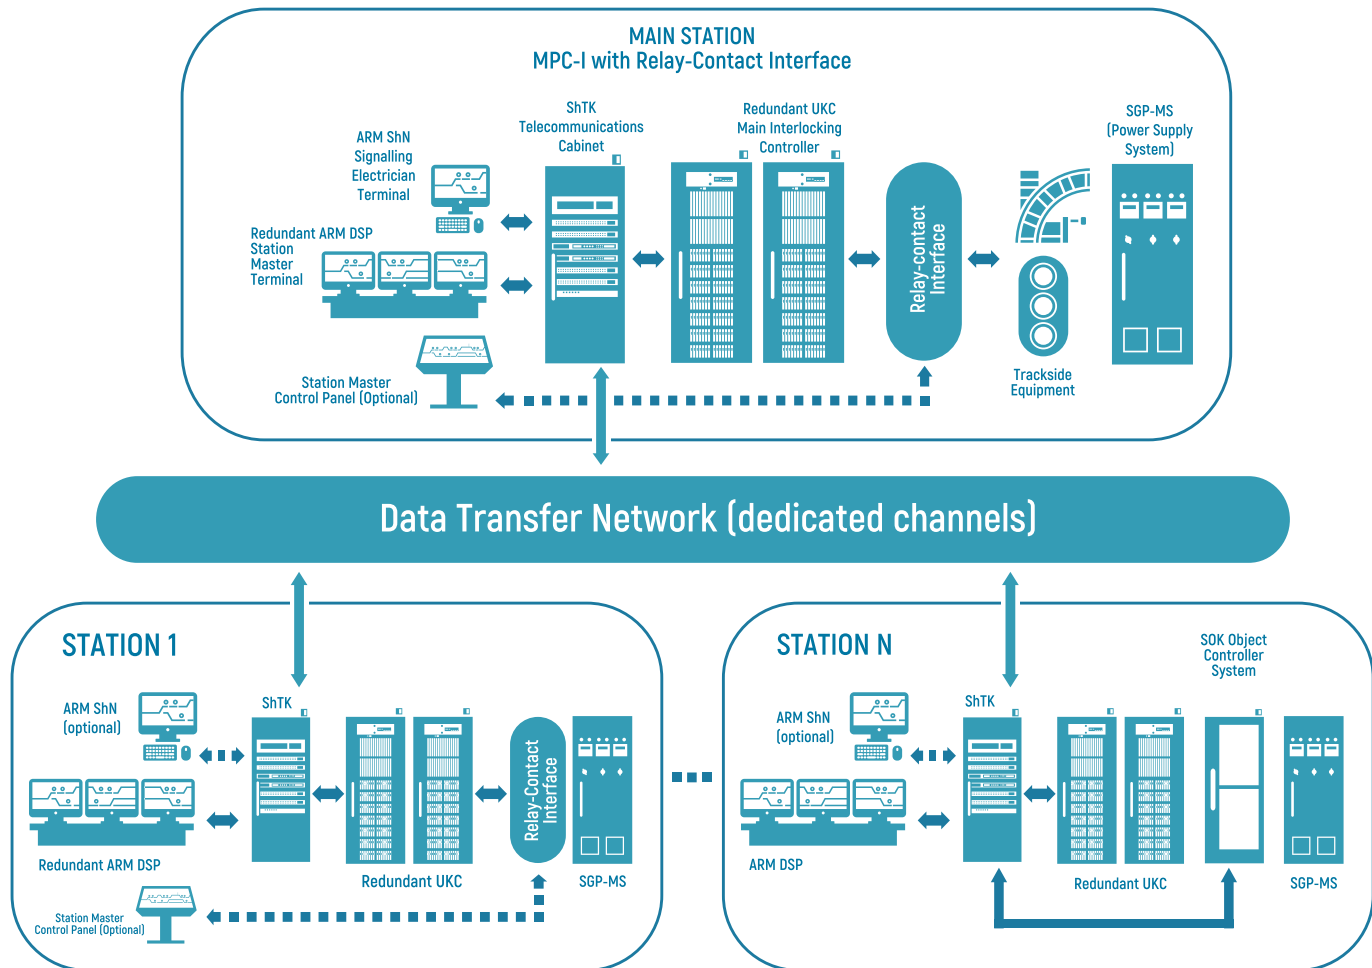 MAIN STATION
MPC-I with Relay-Contact Interface
ShTK
Telecommunications
Cabinet
Redundant UKC
Main Interlocking
Controller
SGP-MS
(Power Supply
System)
ARM ShN
Signalling
Electrician
Terminal
Redundant ARM DSP
Station
Master
Terminal
Relay-contact
Interface
Station Master
Control Panel (Optional)
Trackside
Equipment
Data Transfer Network (dedicated channels)
STATION 1
ARM ShN
(optional)
ShTK
Relay-Contact
Interface
Redundant ARM DSP
Redundant UKC
SGP-MS
Station Master
Control Panel (Optional)
STATION N
SOK Object
Controller
System
ARM ShN
(optional)
ShTK
ARM DSP
Redundant UKC
SGP-MS